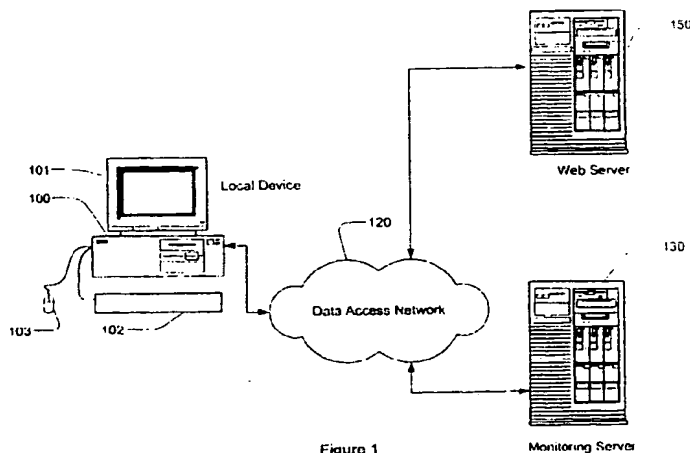 150
Web Server
101
Local Device
100
120
130
Data Access Network
103
102
Figure 1
Monitoring Server